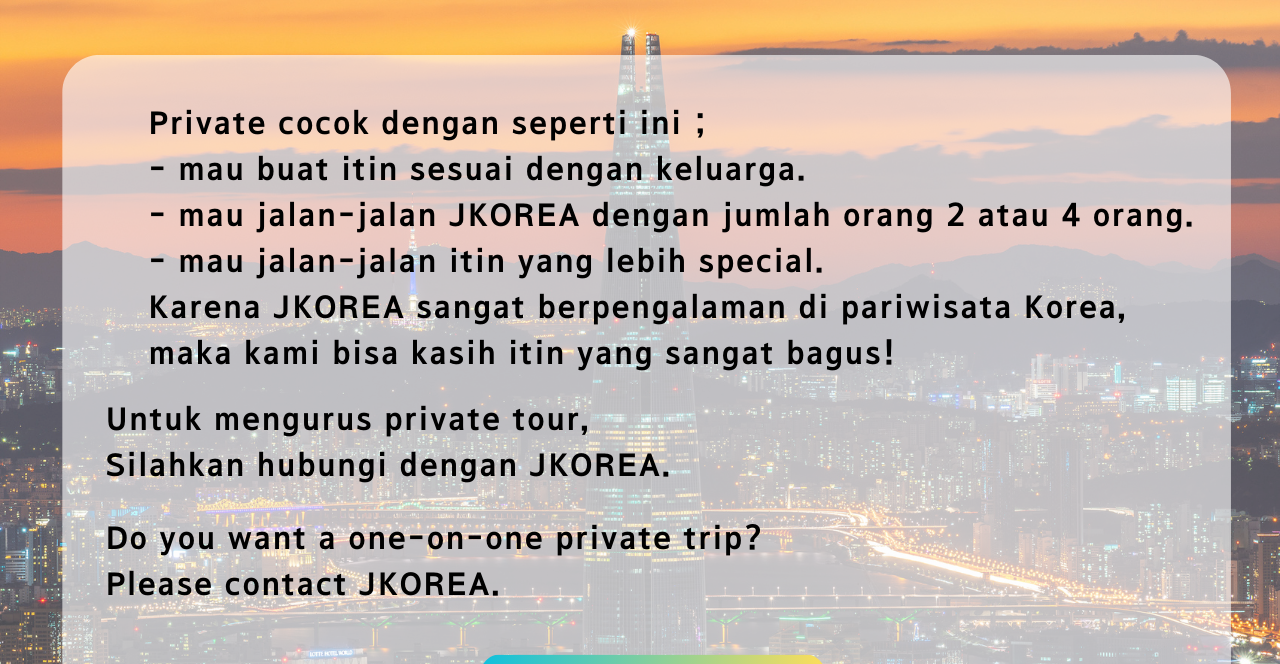 Private cocok dengan seperti ini ;
- mau buat itin sesuai dengan keluarga.
- mau jalan-jalan JKOREA dengan jumlah orang 2 atau 4 orang.
- mau jalan-jalan itin yang lebih special.
Karena JKOREA sangat berpengalaman di pariwisata Korea,
maka kami bisa kasih itin yang sangat bagus!
Untuk mengurus private tour,
Silahkan hubungi dengan JKOREA.
Do you want a one-on-one private trip?
Please contact JKOREA.
LOTTE HOTEL WORLD